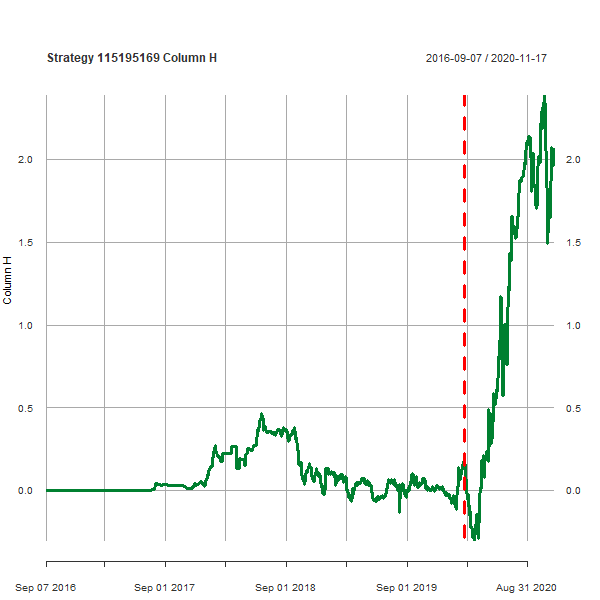 Strategy 115195169 Column H 2016-09-07 / 2020-11-17
2.0 2.0
1.5 1.5
Column H
1.0 1.0
0.5 0.5
0.0 0.0
Sep 07 2016 Sep 01 2017 Sep 01 2018 Sep 01 2019 Aug 31 2020